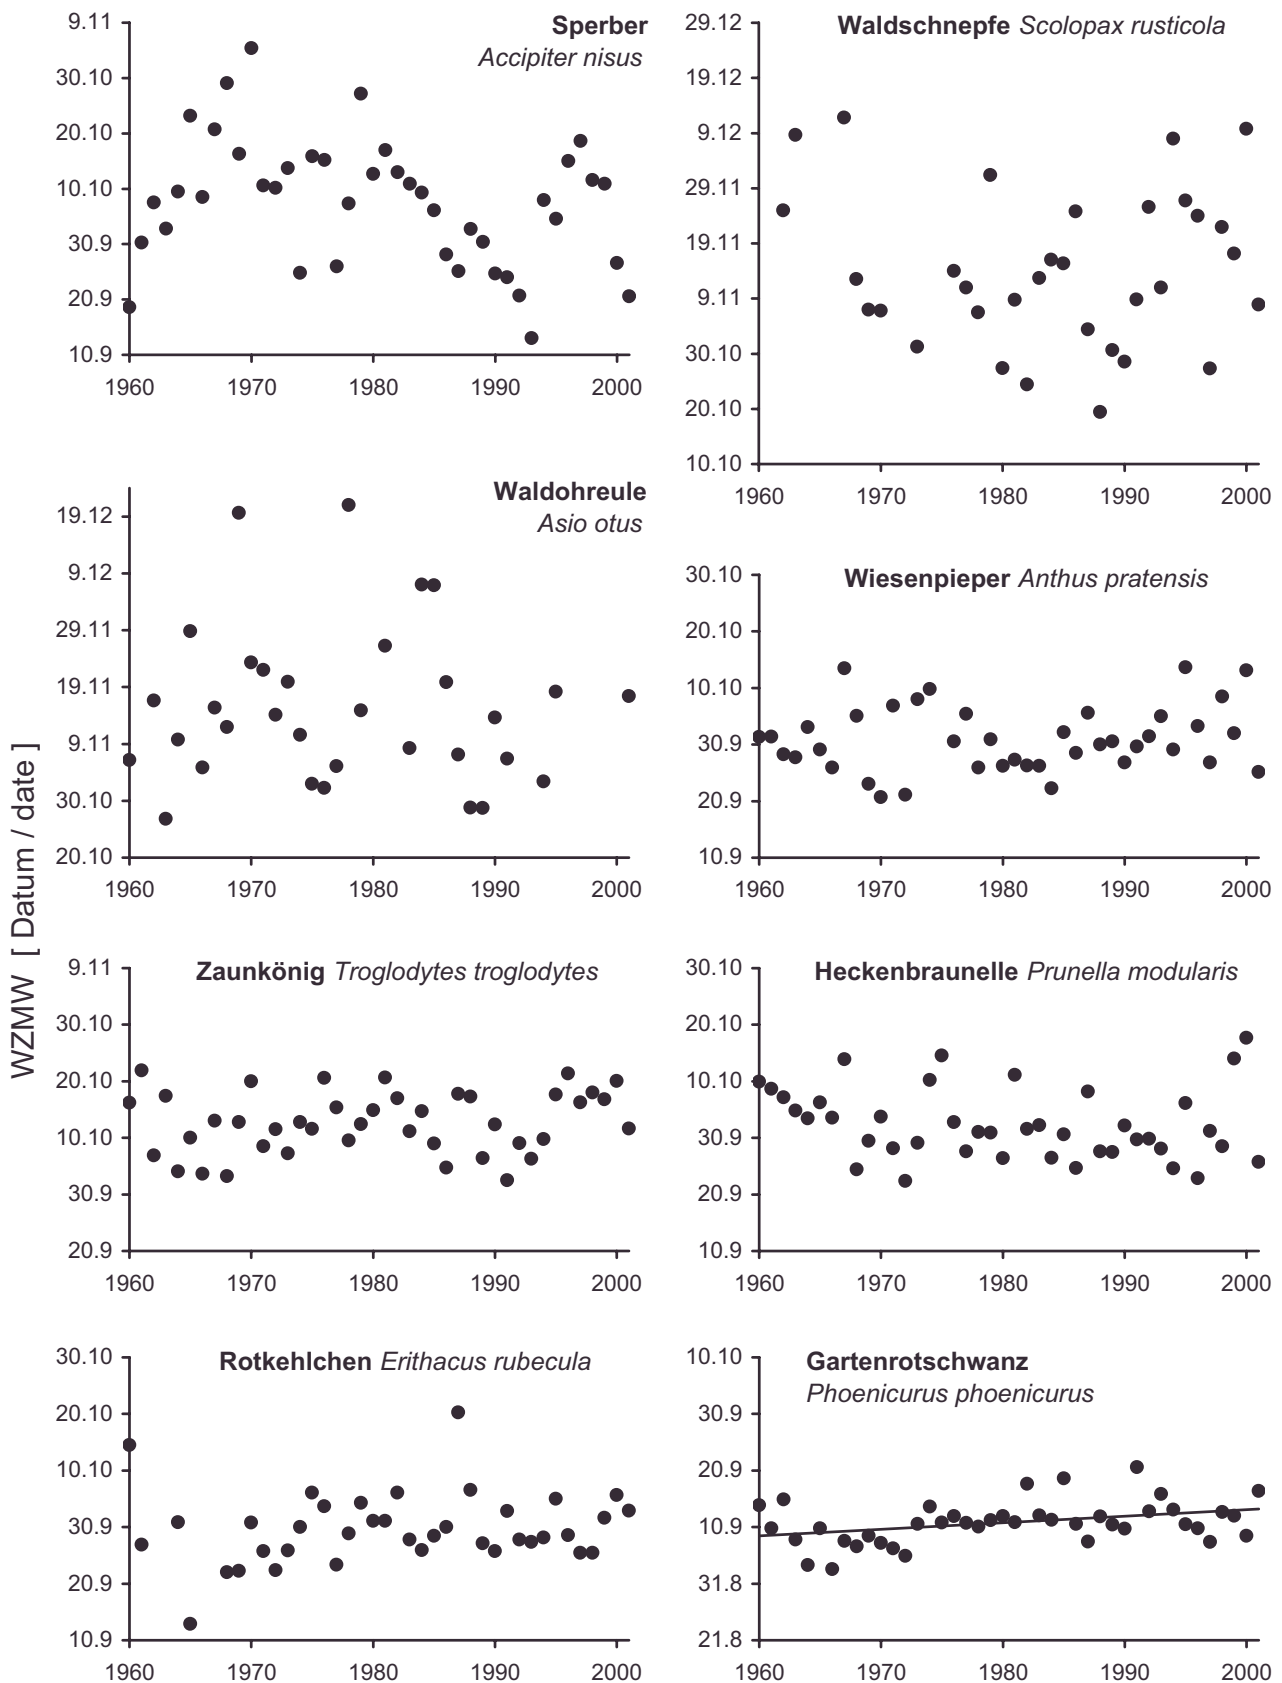 WZMW [ Datum / date ]
Sperber
Accipiter nisus
9.11
30.10
20.10
10.10
30.9
20.9
10.9
1960 1970 1980 1990 2000
Waldschnepfe Scolopax rusticola
29.12
19.12
9.12
29.11
19.11
9.11
30.10
20.10
10.10
1960 1970 1980 1990 2000
Waldohreule
Asio otus
19.12
9.12
29.11
19.11
9.11
30.10
20.10
1960 1970 1980 1990 2000
Wiesenpieper Anthus pratensis
30.10
20.10
10.10
30.9
20.9
10.9
1960 1970 1980 1990 2000
Zaunkönig Troglodytes troglodytes
9.11
30.10
20.10
10.10
30.9
20.9
1960 1970 1980 1990 2000
Heckenbraunelle Prunella modularis
30.10
20.10
10.10
30.9
20.9
10.9
1960 1970 1980 1990 2000
Rotkehlchen Erithacus rubecula
30.10
20.10
10.10
30.9
20.9
10.9
1960 1970 1980 1990 2000
Gartenrotschwanz
Phoenicurus phoenicurus
10.10
30.9
20.9
10.9
31.8
21.8
1960 1970 1980 1990 2000